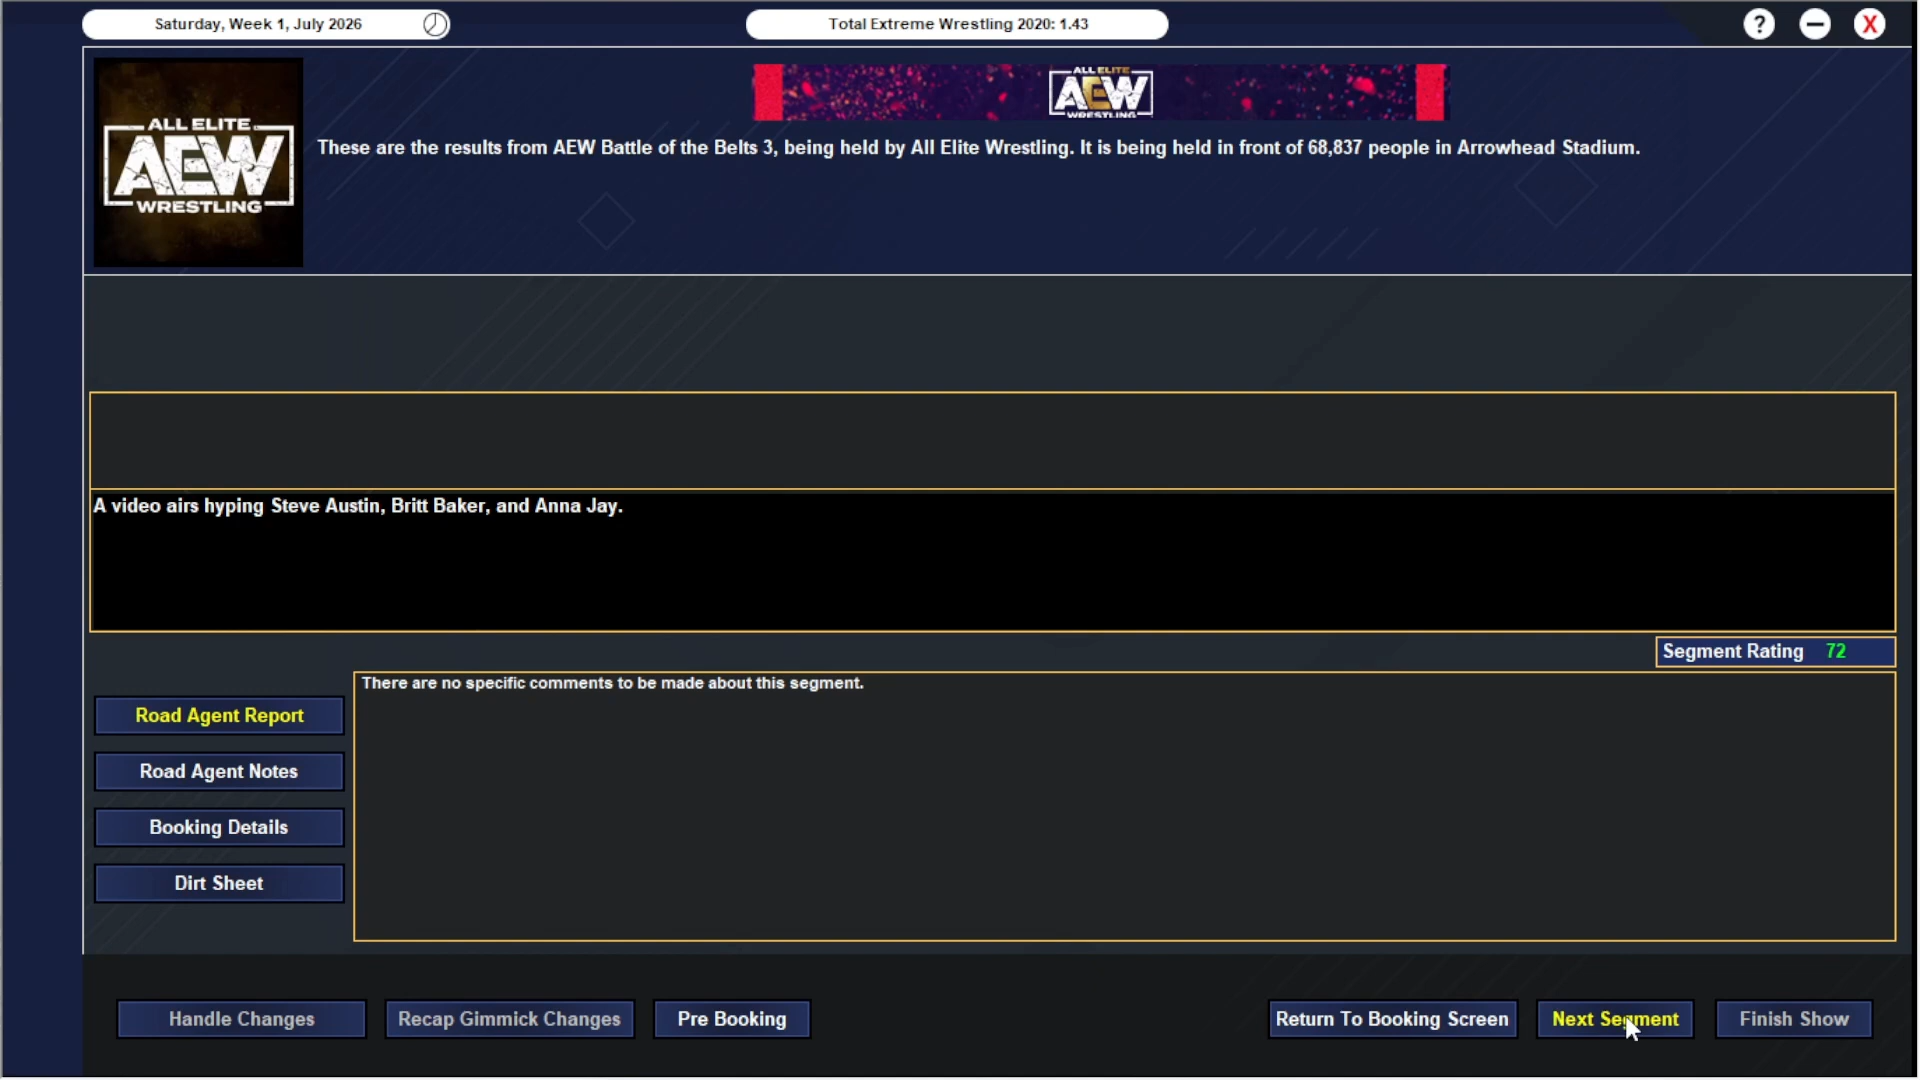 Saturday, Week 1, July 2026
Total Extreme Wrestling 2020: 1.43
?
X
ALL ELITE
AEW
WRESTLING
ALL ELITE
AEW
WRESTLING
These are the results from AEW Battle of the Belts 3, being held by All Elite Wrestling. It is being held in front of 68,837 people in Arrowhead Stadium.
A video airs hyping Steve Austin, Britt Baker, and Anna Jay.
Segment Rating 72
There are no specific comments to be made about this segment.
Road Agent Report
Road Agent Notes
Booking Details
Dirt Sheet
Handle Changes
Recap Gimmick Changes
Pre Booking
Return To Booking Screen
Next Segment
Finish Show